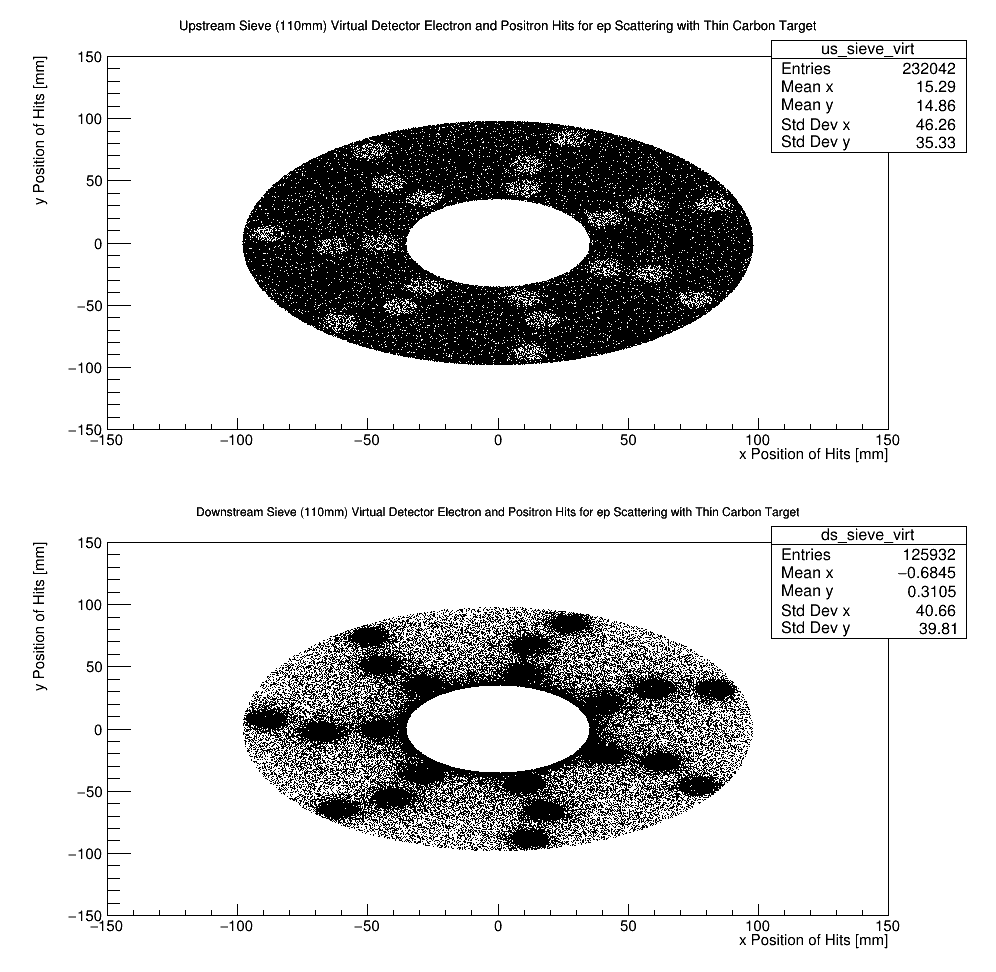 Upstream Sieve (110mm) Virtual Detector Electron and Positron Hits for ep Scattering with Thin Carbon Target
us_sieve_virt
Entries 232042
Mean x 15.29
Mean y 14.86
Std Dev x 46.26
Std Dev y 35.33
y Position of Hits [mm]
150
100
50
0
−50
−100
−150
−150 −100 −50 0 50 100 150
x Position of Hits [mm]
Downstream Sieve (110mm) Virtual Detector Electron and Positron Hits for ep Scattering with Thin Carbon Target
ds_sieve_virt
Entries 125932
Mean x −0.6845
Mean y 0.3105
Std Dev x 40.66
Std Dev y 39.81
y Position of Hits [mm]
150
100
50
0
−50
−100
−150
−150 −100 −50 0 50 100 150
x Position of Hits [mm]